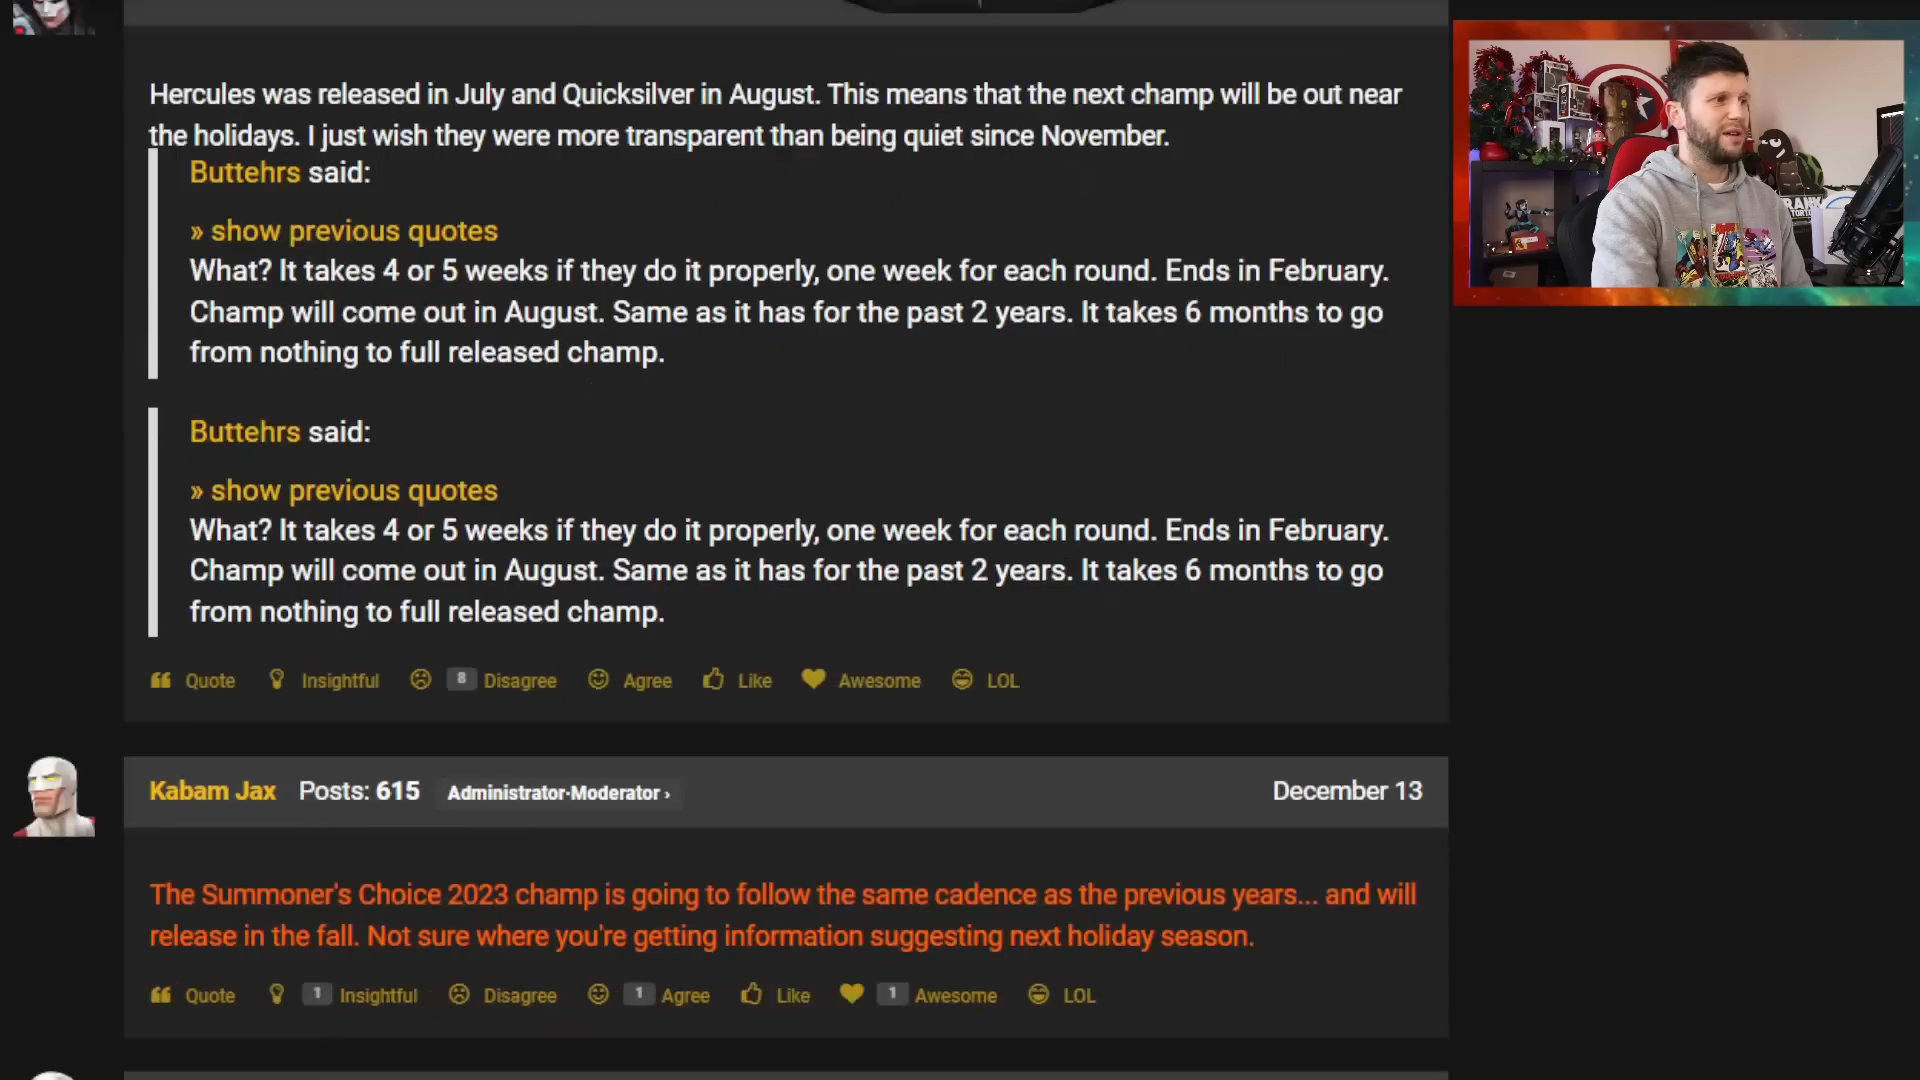 Hercules was released in July and Quicksilver in August. This means that the next champ will be out near
the holidays. I just wish they were more transparent than being quiet since November.
Buttehrs said:
» show previous quotes
What? It takes 4 or 5 weeks if they do it properly, one week for each round. Ends in February.
Champ will come out in August. Same as it has for the past 2 years. It takes 6 months to go
from nothing to full released champ.
Buttehrs said:
» show previous quotes
What? It takes 4 or 5 weeks if they do it properly, one week for each round. Ends in February.
Champ will come out in August. Same as it has for the past 2 years. It takes 6 months to go
from nothing to full released champ.
Quote Insightful 8 Disagree Agree Like Awesome LOL
Kabam Jax Posts: 615 Administrator·Moderator › December 13
The Summoner's Choice 2023 champ is going to follow the same cadence as the previous years... and will
release in the fall. Not sure where you're getting information suggesting next holiday season.
Quote 1 Insightful Disagree 1 Agree Like 1 Awesome LOL